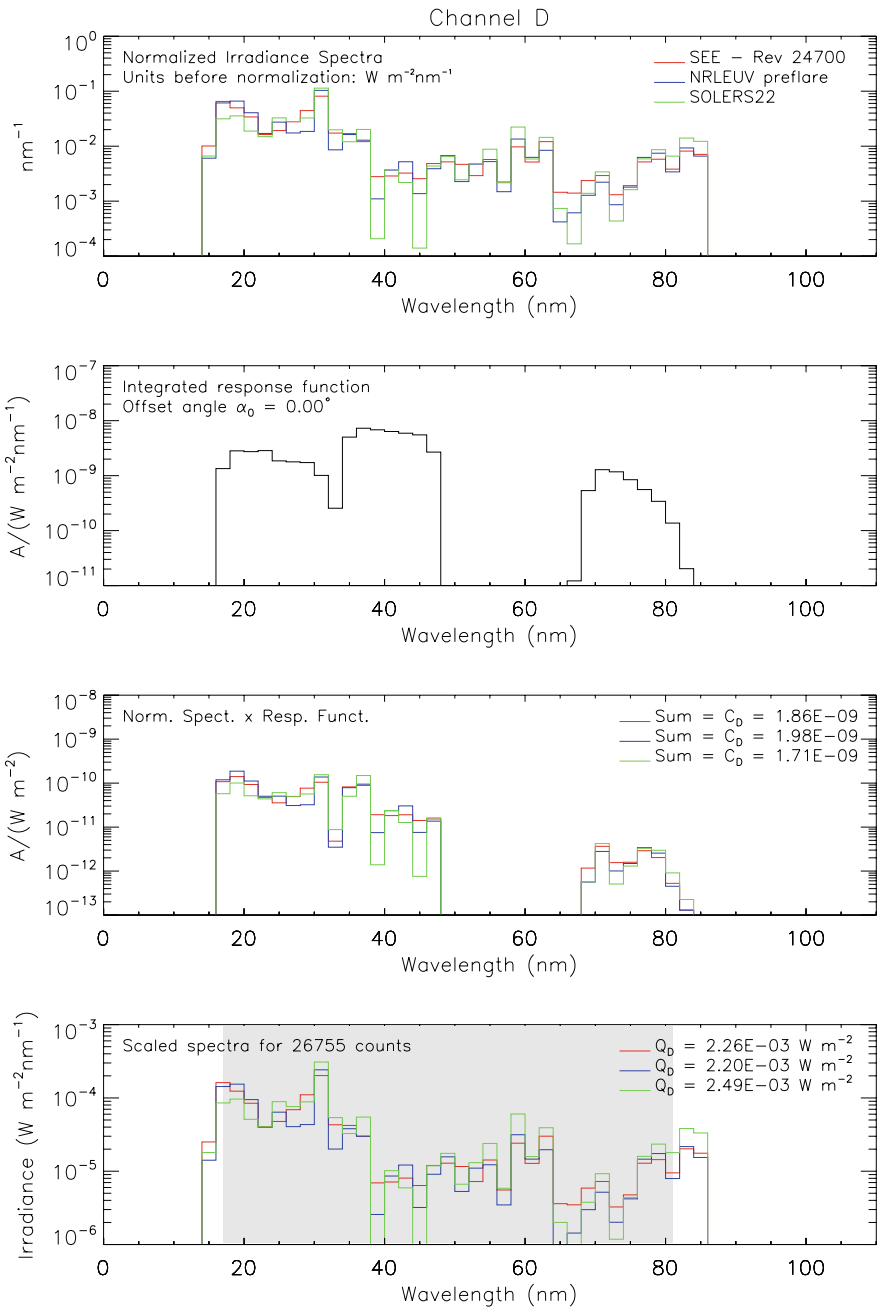 Channel D
10⁰
10⁻¹
10⁻²
10⁻³
10⁻⁴
nm⁻¹
Normalized Irradiance Spectra
Units before normalization: W m⁻²nm⁻¹
SEE – Rev 24700
NRLEUV preflare
SOLERS22
0 20 40 60 80 100
Wavelength (nm)
10⁻⁷
10⁻⁸
10⁻⁹
10⁻¹⁰
10⁻¹¹
A/(W m⁻²nm⁻¹)
Integrated response function
Offset angle α₀ = 0.00°
0 20 40 60 80 100
Wavelength (nm)
10⁻⁸
10⁻⁹
10⁻¹⁰
10⁻¹¹
10⁻¹²
10⁻¹³
A/(W m⁻²)
Norm. Spect. x Resp. Funct.
Sum = C_D = 1.86E−09
Sum = C_D = 1.98E−09
Sum = C_D = 1.71E−09
0 20 40 60 80 100
Wavelength (nm)
10⁻³
10⁻⁴
10⁻⁵
10⁻⁶
Irradiance (W m⁻²nm⁻¹)
Scaled spectra for 26755 counts
Q_D = 2.26E−03 W m⁻²
Q_D = 2.20E−03 W m⁻²
Q_D = 2.49E−03 W m⁻²
0 20 40 60 80 100
Wavelength (nm)